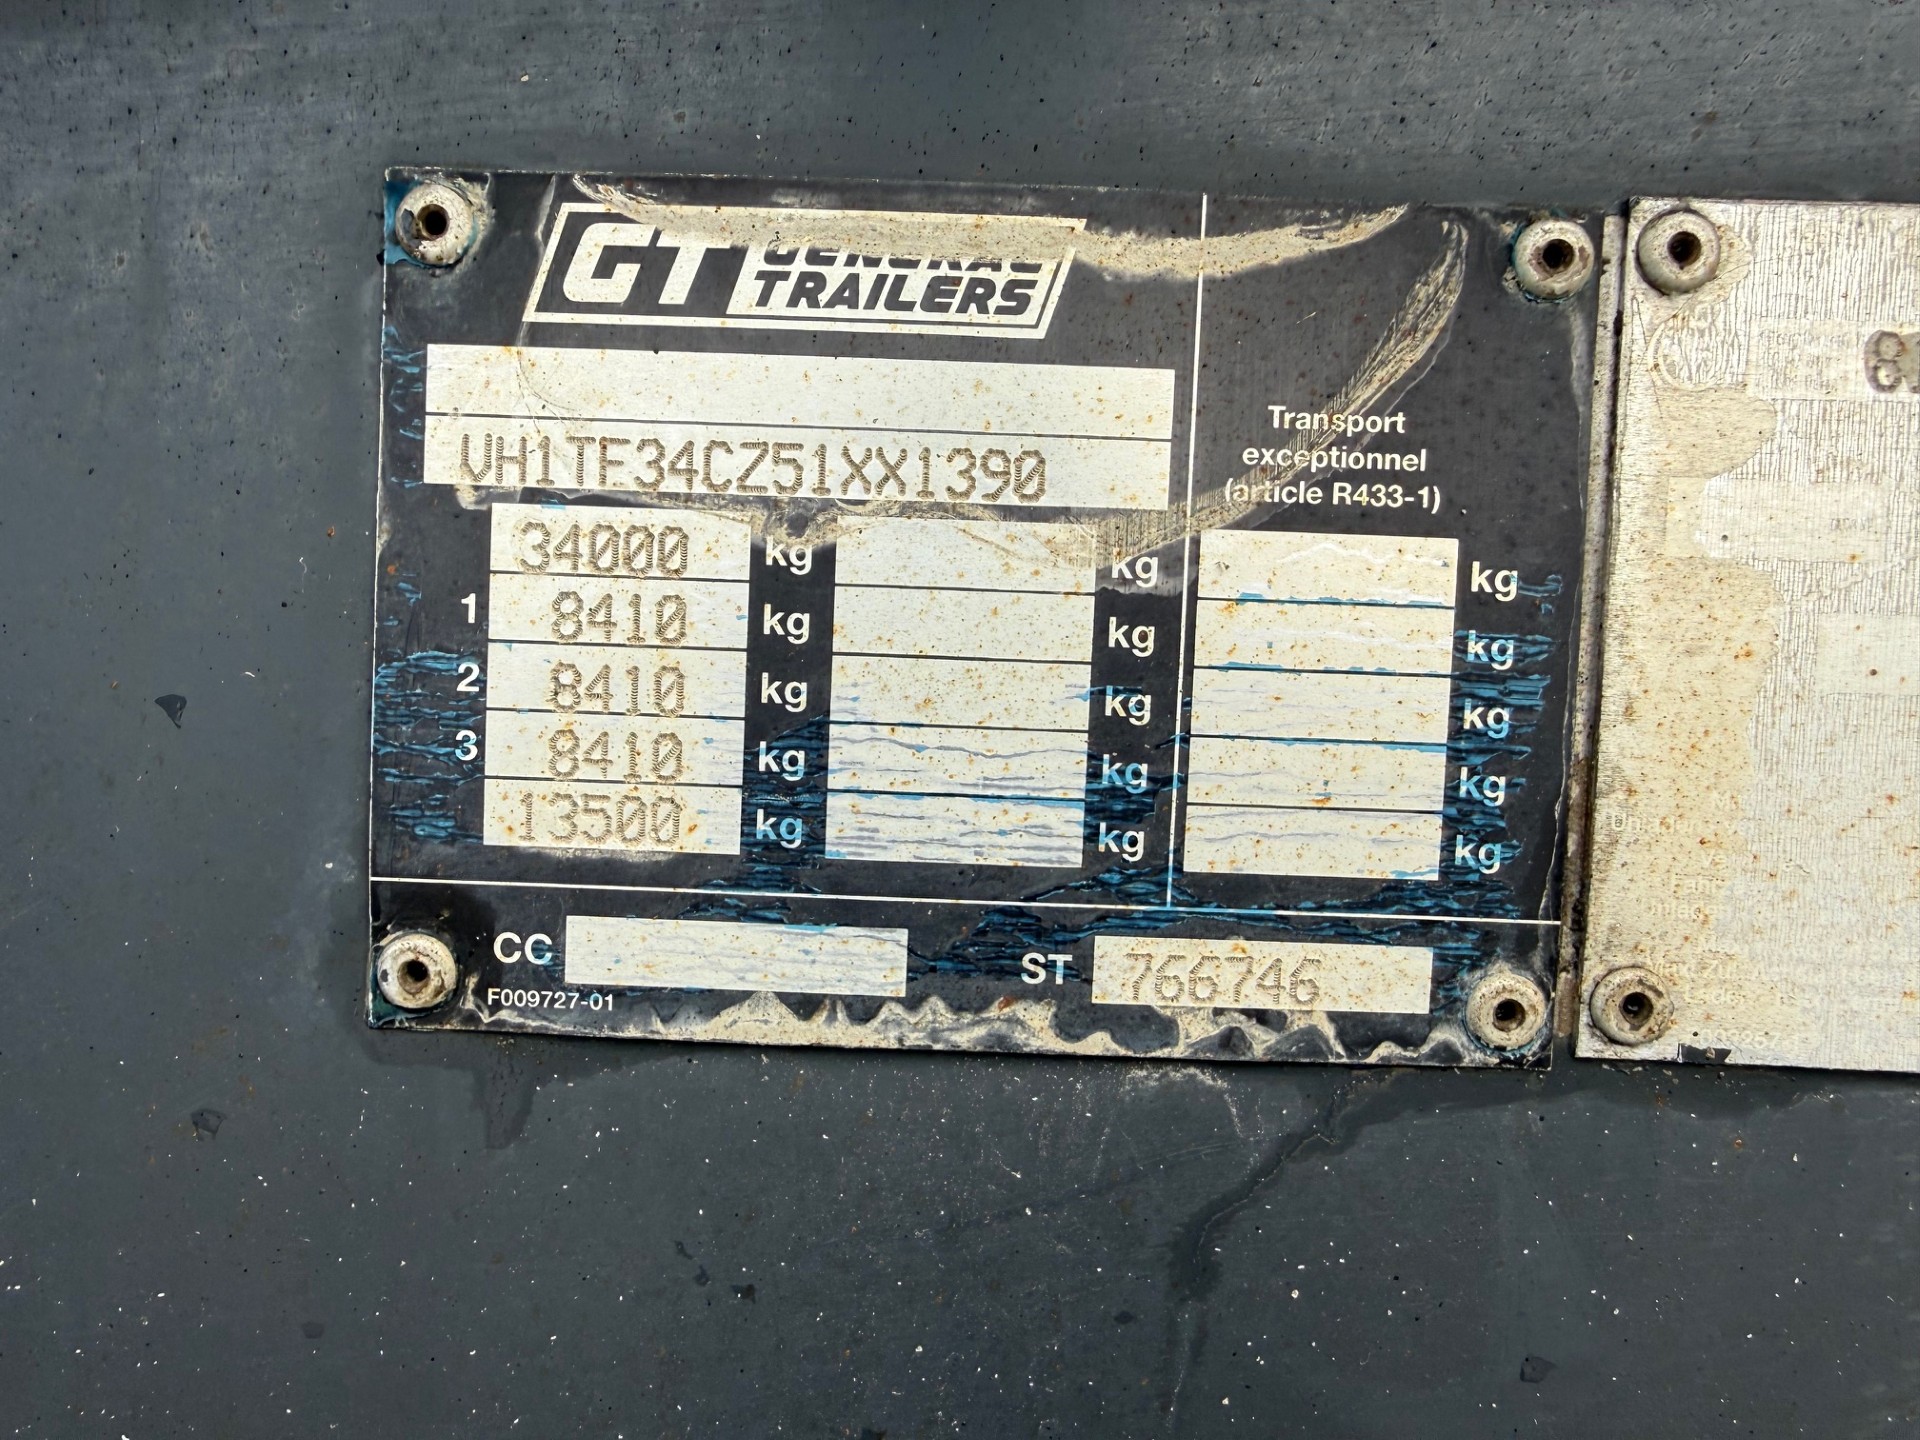 GT GENERAL
TRAILERS
VH1TF34CZ51XX1390
Transport
exceptionnel
(article R433-1)
34000 kg kg kg
1 8410 kg kg kg
2 8410 kg kg kg
3 8410 kg kg kg
13500 kg kg kg
CC ST 766746
F009727-01